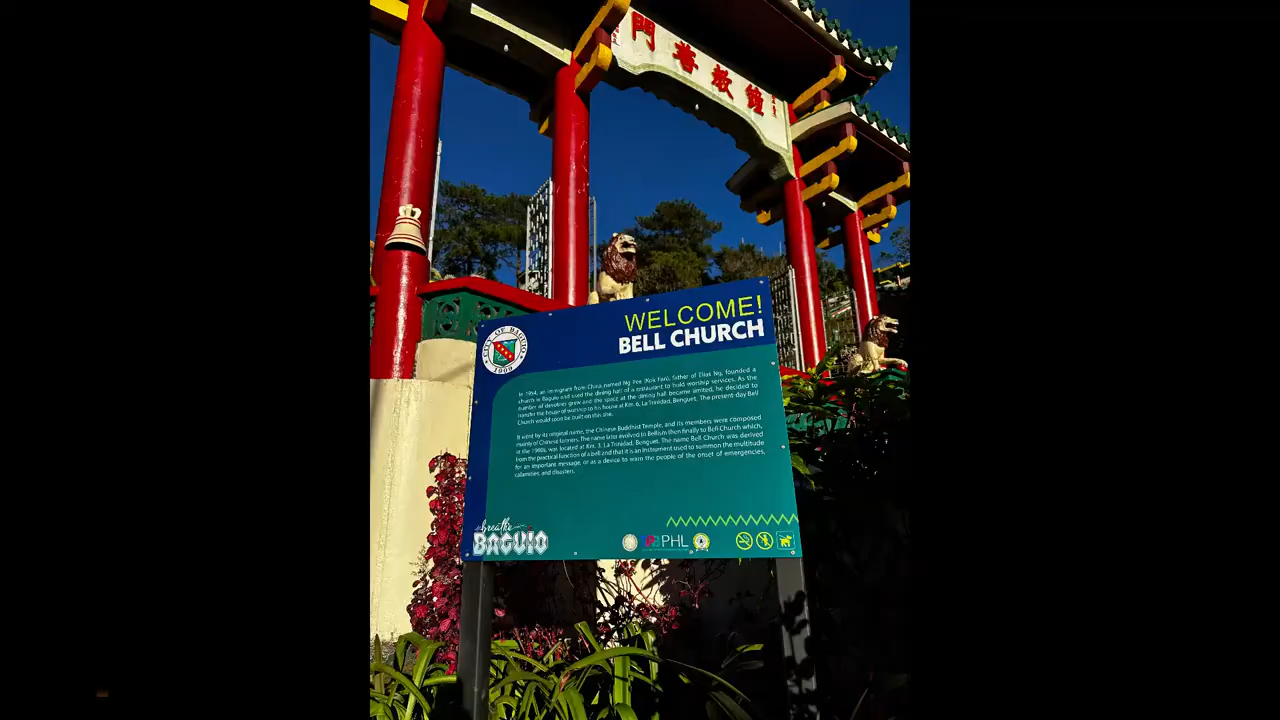 鐘教善門
WELCOME!
BELL CHURCH
CITY OF BAGUIO
1909
In 1954, an immigrant from China named Ng Pee (Kok Fan), father of Elias Ng, founded a
church in Baguio and used the dining hall of a restaurant to hold worship services. As the
number of devotees grew and the space at the dining hall became limited, he decided to
transfer the house of worship to his house at Km. 6, La Trinidad, Benguet. The present-day Bell
Church would soon be built on this site.
It went by its original name, the Chinese Buddhist Temple, and its members were composed
mainly of Chinese farmers. The name later evolved to Bellism then finally to Bell Church which,
in the 1960s, was located at Km. 3, La Trinidad, Benguet. The name Bell Church was derived
from the practical function of a bell and that it is an instrument used to summon the multitude
for an important message, or as a device to warn the people of the onset of emergencies,
calamities, and disasters.
breathe
BAGUIO
PHL